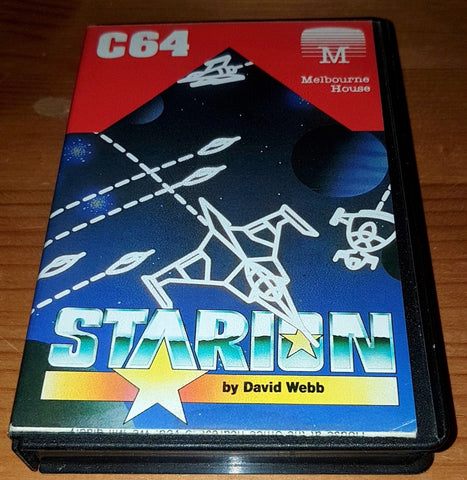 C64
M
Melbourne
House
STARION
by David Webb